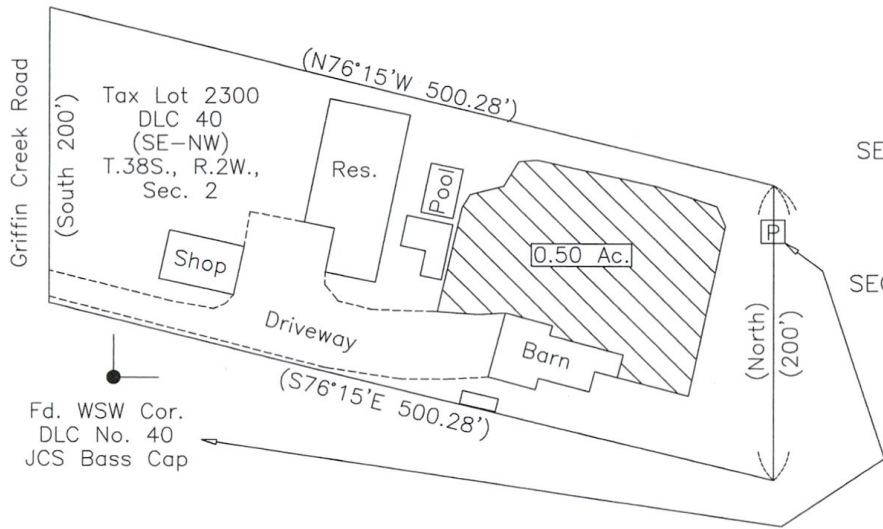 Griffin Creek Road
(South 200')
Tax Lot 2300
DLC 40
(SE-NW)
T.38S., R.2W.,
Sec. 2
(N76°15'W 500.28')
Res.
Pool
Shop
0.50 Ac.
SE
P
SE
Driveway
Barn
(North)
(200')
(S76°15'E 500.28')
Fd. WSW Cor.
DLC No. 40
JCS Bass Cap